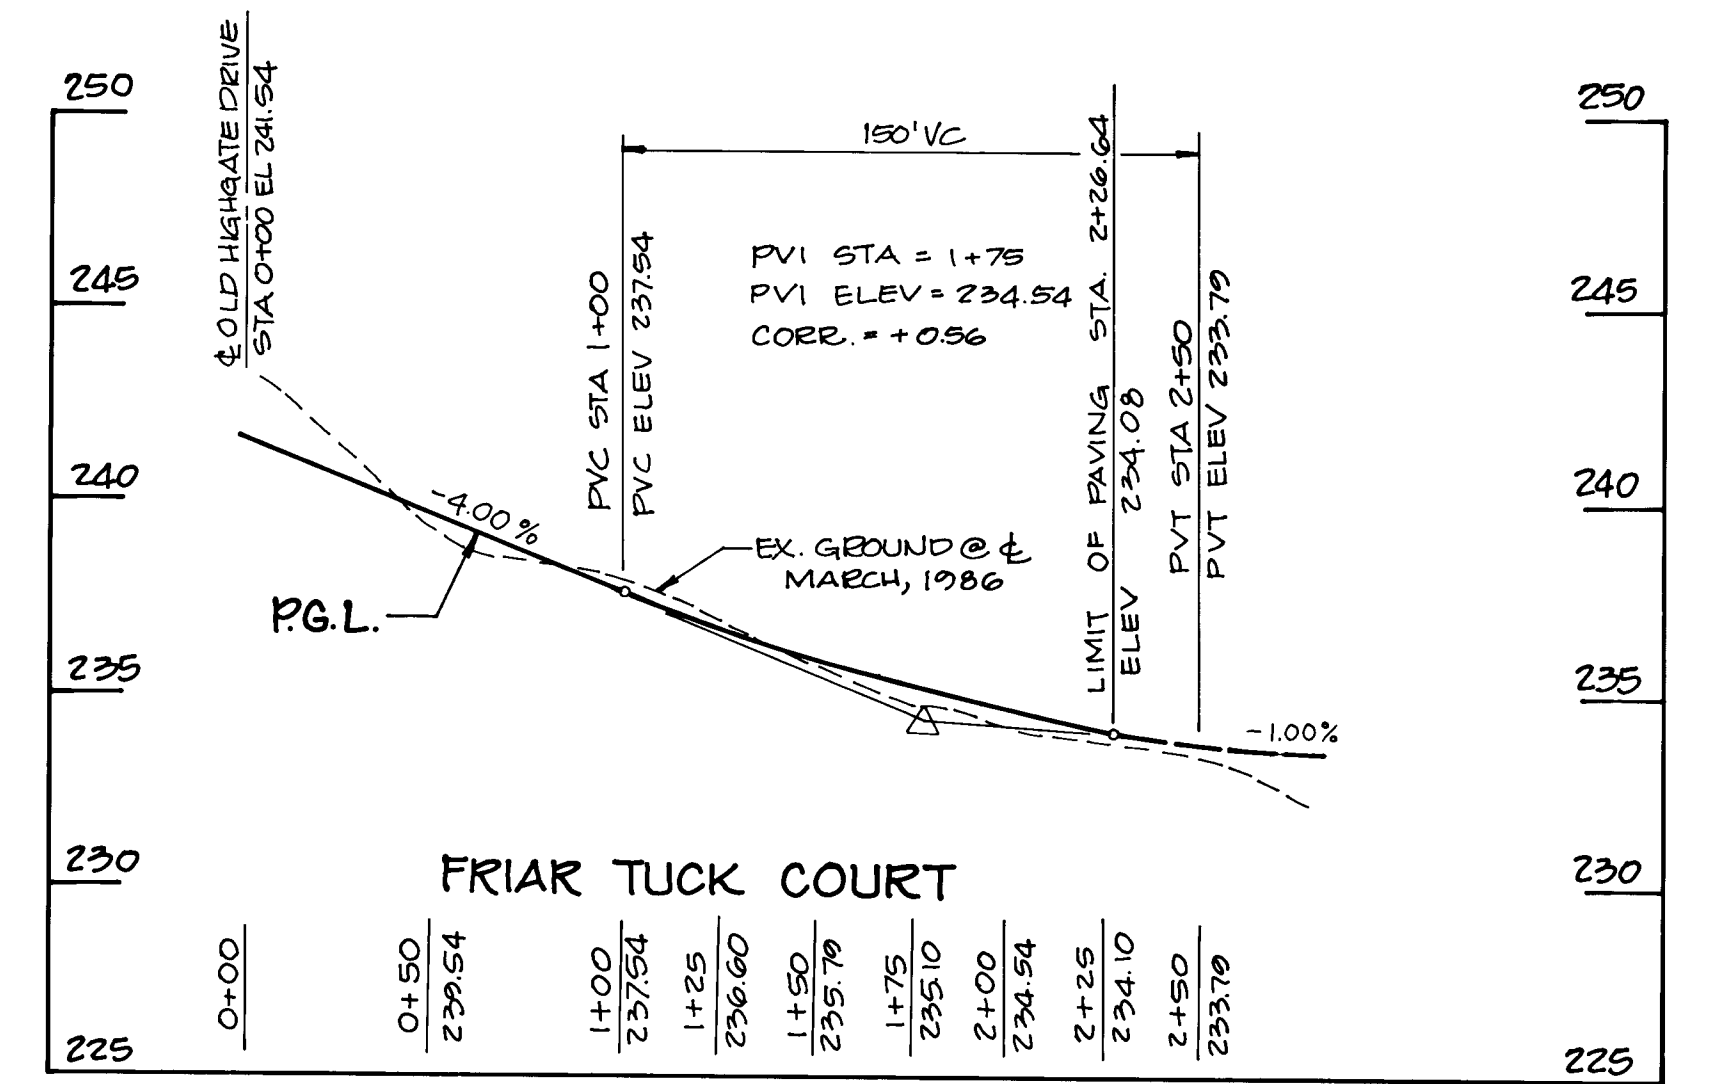 ℄ OLD HIGHGATE DRIVE
STA 0+00 EL 241.54
250
245
240
235
230
225
150' VC
PVC STA 1+00
PVC ELEV 237.54
PVI STA = 1+75
PVI ELEV = 234.54
CORR. = +0.56
LIMIT OF PAVING STA. 2+26.64
ELEV 234.08
PVT STA 2+50
PVT ELEV 233.79
250
245
240
235
230
225
-4.00%
P.G.L.
EX. GROUND @ ℄
MARCH, 1986
-1.00%
FRIAR TUCK COURT
0+00
0+50
239.54
1+00
237.54
1+25
236.60
1+50
235.79
1+75
235.10
2+00
234.54
2+25
234.10
2+50
233.79